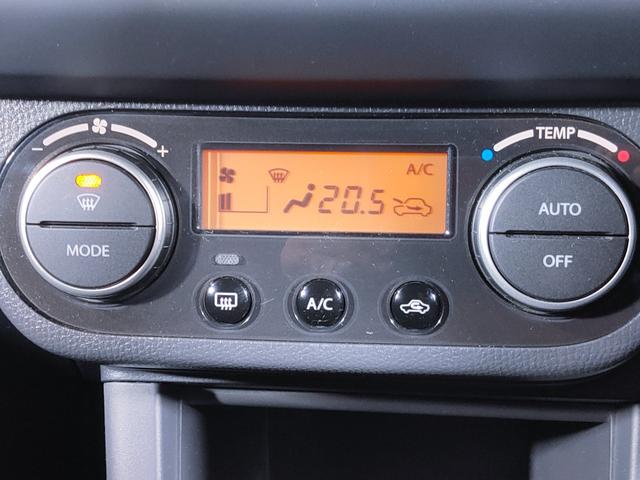 TEMP
- +
A/C
20.5
AUTO
MODE
OFF
A/C